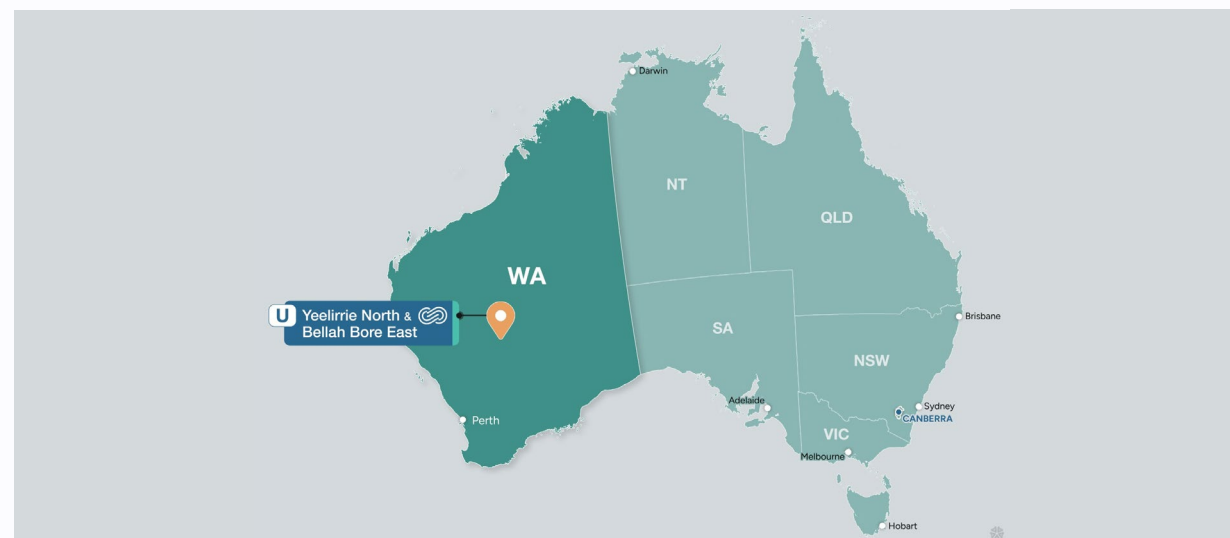 Darwin
NT
QLD
WA
U Yeelirrie North &
Bellah Bore East
Brisbane
SA
NSW
Adelaide
Sydney
CANBERRA
Perth
VIC
Melbourne
Hobart